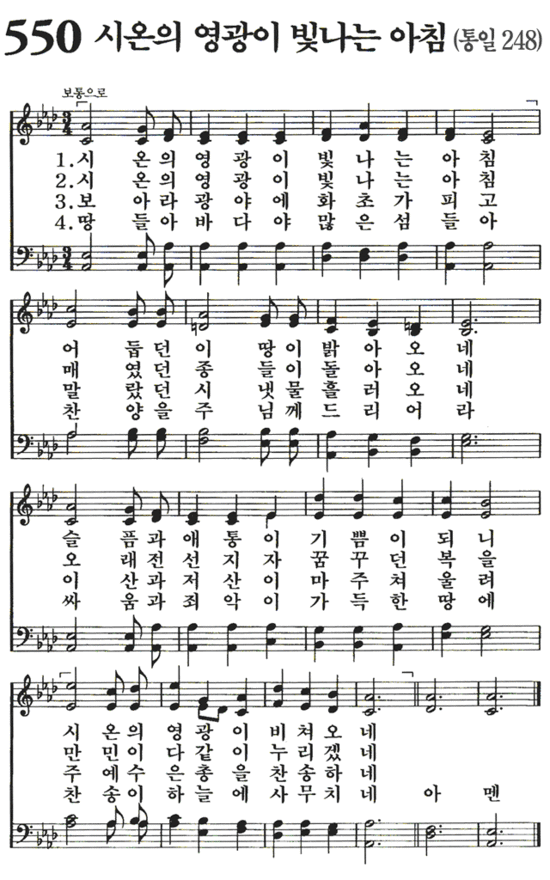 550 시온의 영광이 빛나는 아침 (통일 248)
보통으로
3/4
1. 시 온 의 영 광 이 빛 나 는 아 침
2. 시 온 의 영 광 이 빛 나 는 아 침
3. 보 아 라 광 야 에 화 초 가 피 고
4. 땅 들 아 바 다 야 많 은 섬 들 아
3/4
어 둡 던 이 땅 이 밝 아 오 네
매 였 던 종 들 이 돌 아 오 네
말 랐 던 시 냇 물 흘 러 오 네
찬 양 을 주 님 께 드 리 어 라
슬 픔 과 애 통 이 기 쁨 이 되 니
오 래 전 선 지 자 꿈 꾸 던 복 을
이 산 과 저 산 이 마 주 쳐 울 려
싸 움 과 죄 악 이 가 득 한 땅 에
시 온 의 영 광 이 비 쳐 오 네
만 민 이 다 같 이 누 리 겠 네
주 예 수 은 총 을 찬 송 하 네
찬 송 이 하 늘 에 사 무 치 네 아 멘